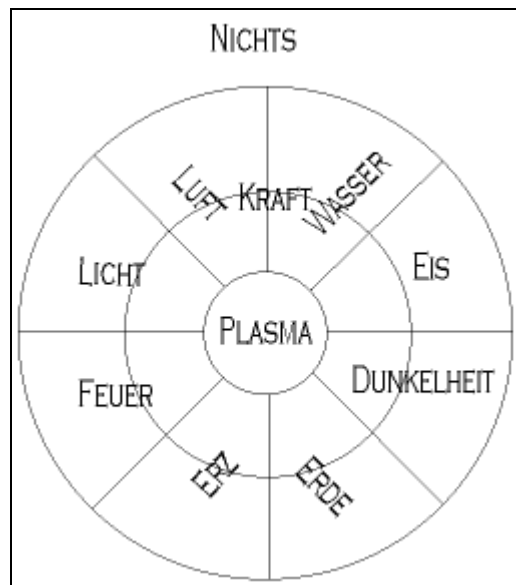 NICHTS
LUFT
KRAFT
WASSER
LICHT
EIS
PLASMA
FEUER
DUNKELHEIT
ERZ
ERDE